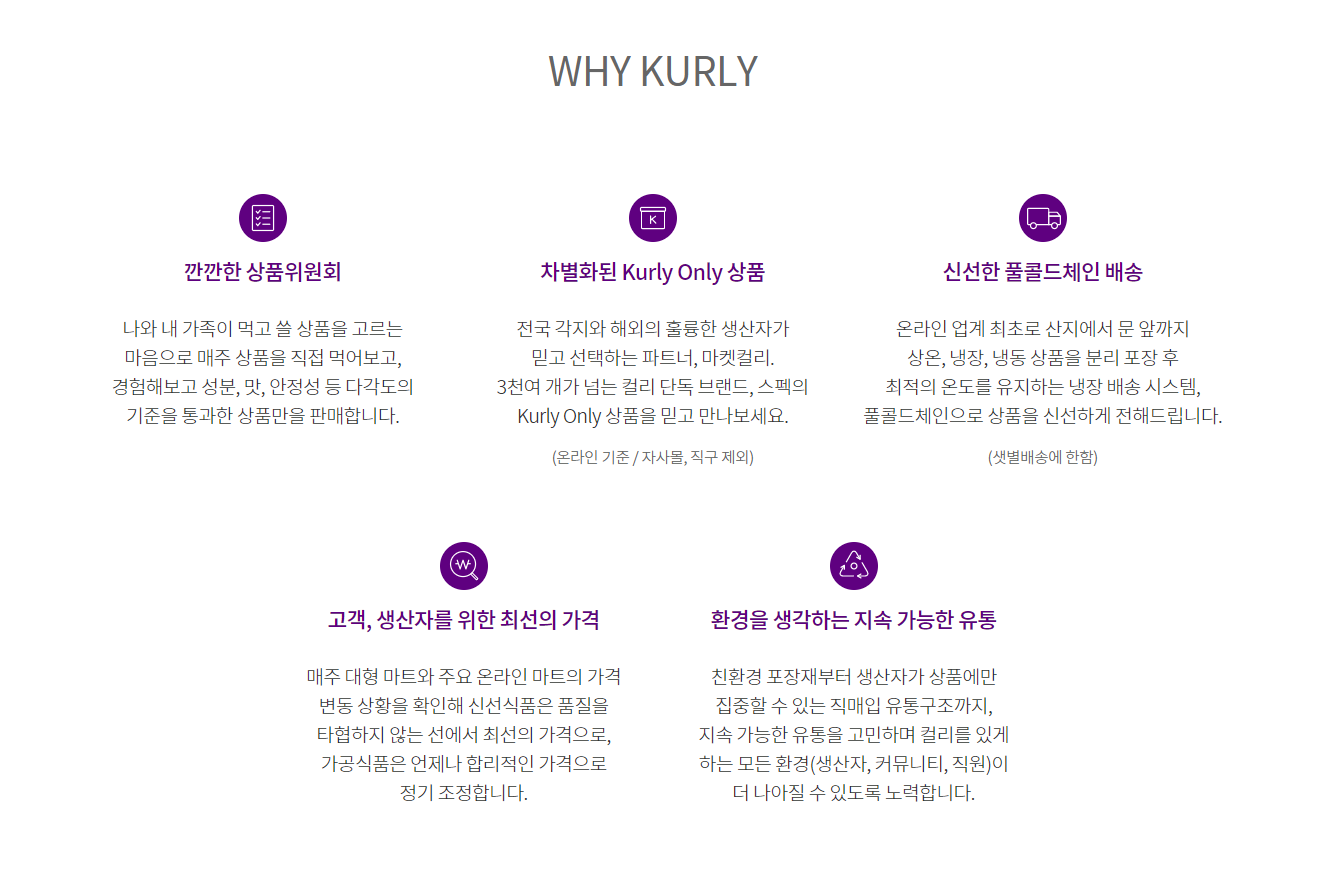 WHY KURLY
깐깐한 상품위원회
나와 내 가족이 먹고 쓸 상품을 고르는
마음으로 매주 상품을 직접 먹어보고,
경험해보고 성분, 맛, 안정성 등 다각도의
기준을 통과한 상품만을 판매합니다.
차별화된 Kurly Only 상품
전국 각지와 해외의 훌륭한 생산자가
믿고 선택하는 파트너, 마켓컬리.
3천여 개가 넘는 컬리 단독 브랜드, 스펙의
Kurly Only 상품을 믿고 만나보세요.
(온라인 기준 / 자사몰, 직구 제외)
신선한 풀콜드체인 배송
온라인 업계 최초로 산지에서 문 앞까지
상온, 냉장, 냉동 상품을 분리 포장 후
최적의 온도를 유지하는 냉장 배송 시스템,
풀콜드체인으로 상품을 신선하게 전해드립니다.
(샛별배송에 한함)
고객, 생산자를 위한 최선의 가격
매주 대형 마트와 주요 온라인 마트의 가격
변동 상황을 확인해 신선식품은 품질을
타협하지 않는 선에서 최선의 가격으로,
가공식품은 언제나 합리적인 가격으로
정기 조정합니다.
환경을 생각하는 지속 가능한 유통
친환경 포장재부터 생산자가 상품에만
집중할 수 있는 직매입 유통구조까지,
지속 가능한 유통을 고민하며 컬리를 있게
하는 모든 환경(생산자, 커뮤니티, 직원)이
더 나아질 수 있도록 노력합니다.